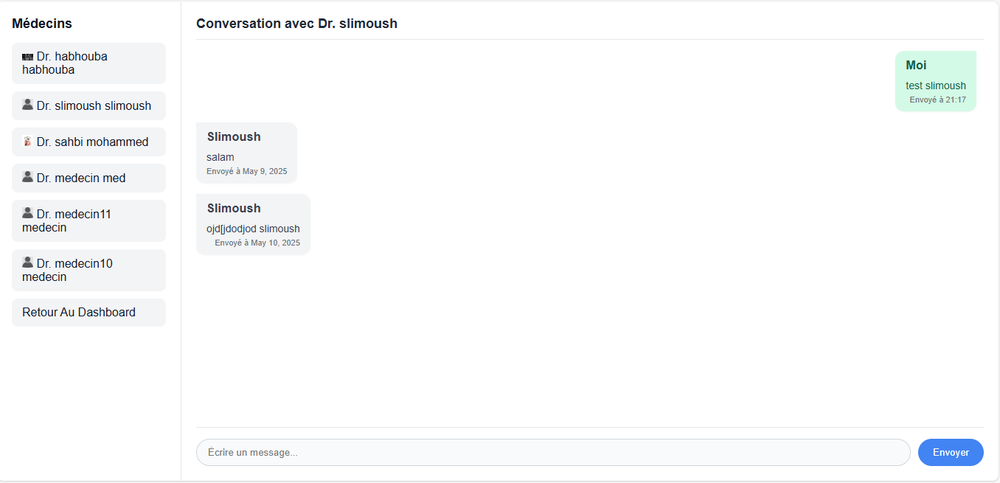 Médecins
Dr. habhouba
habhouba
Dr. slimoush slimoush
Dr. sahbi mohammed
Dr. medecin med
Dr. medecin11
medecin
Dr. medecin10
medecin
Retour Au Dashboard
Conversation avec Dr. slimoush
Moi
test slimoush
Envoyé à 21:17
Slimoush
salam
Envoyé à May 9, 2025
Slimoush
ojd[jdodjod slimoush
Envoyé à May 10, 2025
Écrire un message...
Envoyer